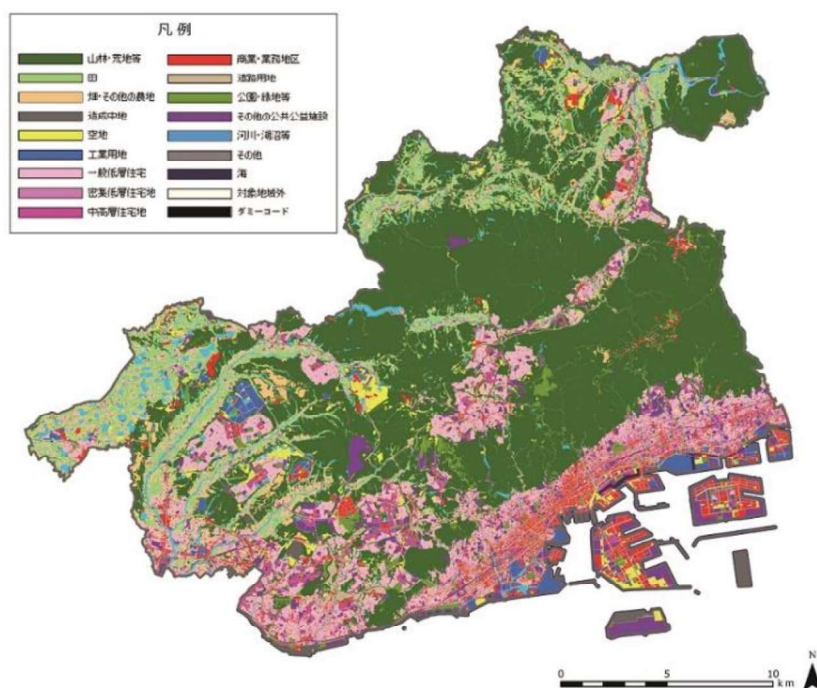 凡例
山林・荒地等
田
畑・その他の農地
造成中地
空地
工業用地
一般低層住宅
密集低層住宅地
中高層住宅地
商業・業務地区
道路用地
公園・緑地等
その他の公共公益施設
河川・湖沼等
その他
海
対象地域外
ダミーコード
N
0 5 10
km